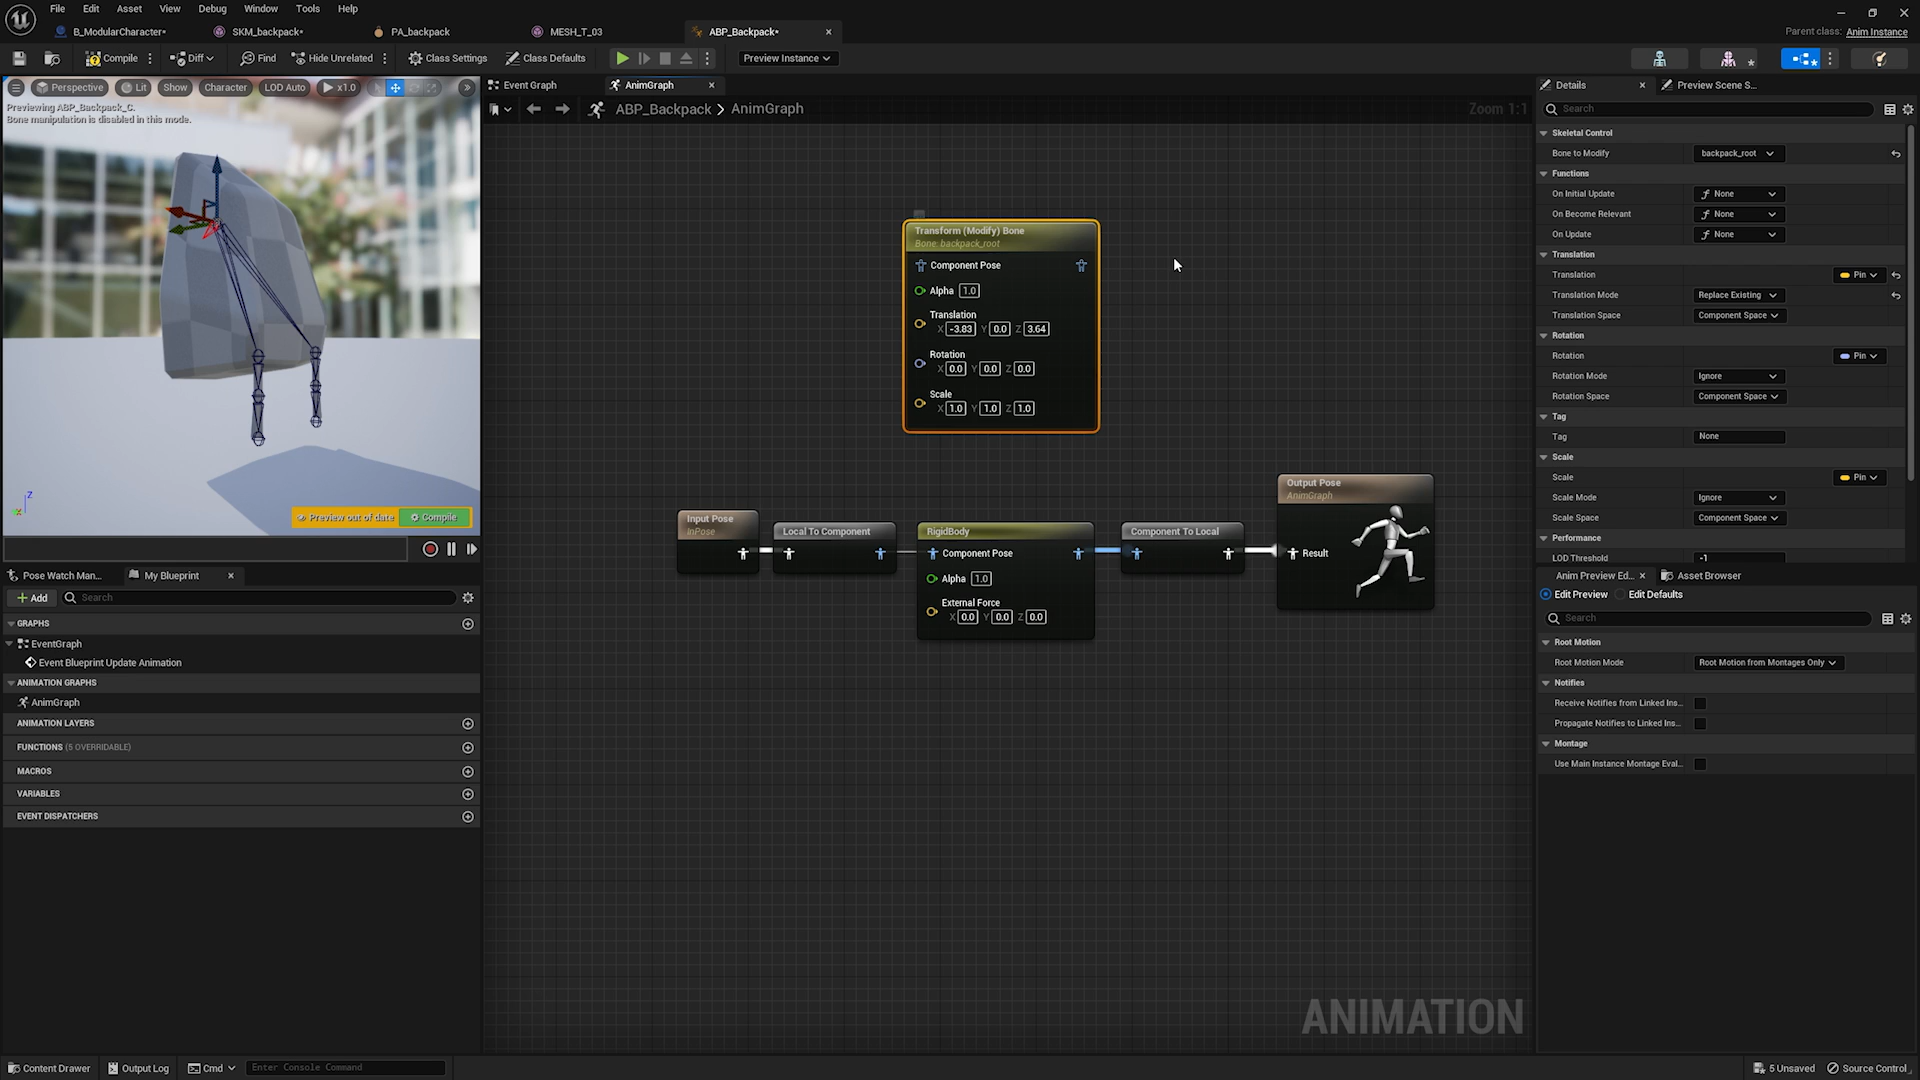 File Edit Asset View Debug Window Tools Help
B_ModularCharacter* SKM_backpack* PA_backpack MESH_T_03 ABP_Backpack*
Parent class: Anim Instance
Compile Diff Find Hide Unrelated Class Settings Class Defaults Preview Instance
Perspective Lit Show Character LOD Auto x1.0
Previewing ABP_Backpack_C.
Bone manipulation is disabled in this mode.
Z
X
Preview out of date Compile
Pose Watch Man... My Blueprint
Add Search
GRAPHS
EventGraph
Event Blueprint Update Animation
ANIMATION GRAPHS
AnimGraph
ANIMATION LAYERS
FUNCTIONS (5 OVERRIDABLE)
MACROS
VARIABLES
EVENT DISPATCHERS
Event Graph AnimGraph
ABP_Backpack > AnimGraph Zoom 1:1
Transform (Modify) Bone
Bone: backpack_root
Component Pose
Alpha 1.0
Translation
X -3.83 Y 0.0 Z 3.64
Rotation
X 0.0 Y 0.0 Z 0.0
Scale
X 1.0 Y 1.0 Z 1.0
Input Pose
InPose
Local To Component
RigidBody
Component Pose
Alpha 1.0
External Force
X 0.0 Y 0.0 Z 0.0
Component To Local
Output Pose
AnimGraph
Result
ANIMATION
Details Preview Scene S...
Search
Skeletal Control
Bone to Modify backpack_root
Functions
On Initial Update None
On Become Relevant None
On Update None
Translation
Translation Pin
Translation Mode Replace Existing
Translation Space Component Space
Rotation
Rotation Pin
Rotation Mode Ignore
Rotation Space Component Space
Tag
Tag None
Scale
Scale Pin
Scale Mode Ignore
Scale Space Component Space
Performance
LOD Threshold -1
Anim Preview Ed... Asset Browser
Edit Preview Edit Defaults
Search
Root Motion
Root Motion Mode Root Motion from Montages Only
Notifies
Receive Notifies from Linked Ins...
Propagate Notifies to Linked Ins...
Montage
Use Main Instance Montage Eval...
Content Drawer Output Log Cmd Enter Console Command 5 Unsaved Source Control